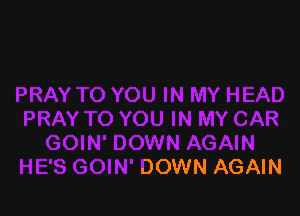 PRAY TO YOU IN MY HEAD
PRAY TO YOU IN MY CAR
GOIN' DOWN AGAIN
HE'S GOIN' DOWN AGAIN